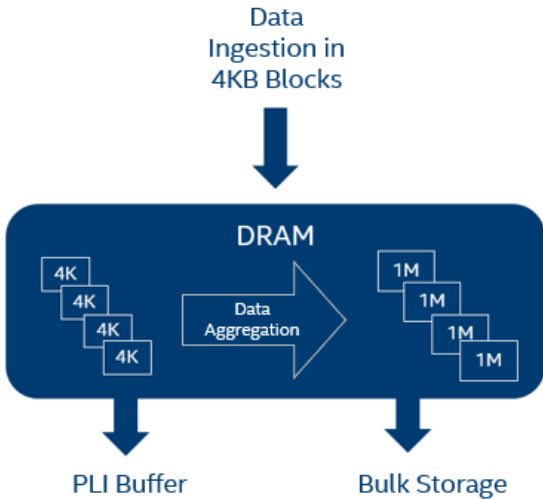 Data
Ingestion in
4KB Blocks
DRAM
4K
4K
4K
4K
Data
Aggregation
1M
1M
1M
1M
PLI Buffer
Bulk Storage